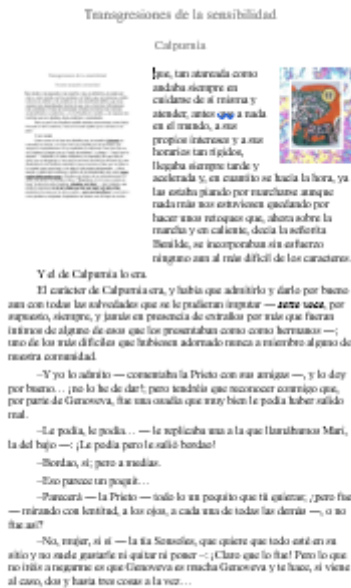 Transgresiones de la sensibilidad
Calpurnia
que, tan atareada como
andaba siempre en
cuidarse de sí misma y
atender, antes que a nada
en el mundo, a sus
propios intereses y a sus
horarios tan rígidos,
llegaba siempre tarde y
acelerada y, en cuantito se hacía la hora, ya
las estaba piando por marcharse aunque
nada más nos estuviesen quedando por
hacer unos retoques que, ahora sobre la
marcha y en caliente, decía la señorita
Benilde, se incorporaban sin esfuerzo
ninguno aun al más difícil de los caracteres.
Y el de Calpurnia lo era.
El carácter de Calpurnia era, y había que admitirlo y darlo por bueno
aun con todas las salvedades que se le pudieran imputar — sotto voce, por
supuesto, siempre, y jamás en presencia de extraños por más que fueran
íntimos de alguno de esos que los presentaban como como hermanos —;
uno de los más difíciles que hubiesen adornado nunca a miembro alguno de
nuestra comunidad.
–Y yo lo admito — comentaba la Prieto con sus amigas —, y lo doy
por bueno… ¡no lo he de dar!; pero tendréis que reconocer conmigo que,
por parte de Genoveva, fue una osadía que muy bien le podía haber salido
mal.
–Le podía, le podía… — le replicaba una a la que llamábamos Mari,
la del bajo —: ¡Le podía pero le salió bordao!
–Bordao, sí; pero a medias.
–Eso parece un poquit…
–Parecerá — la Prieto — todo lo un poquito que tú quieras; ¿pero fue
— mirando con lentitud, a los ojos, a cada una de todas las demás —, o no
fue así?
–No, mujer, sí sí — la tía Sonsoles, que quiere que todo esté en su
sitio y no suele gustarle ni quitar ni poner –: ¡Claro que lo fue! Pero lo que
no iréis a negarme es que Genoveva es mucha Genoveva y te hace, si viene
al caso, dos y hasta tres cosas a la vez…